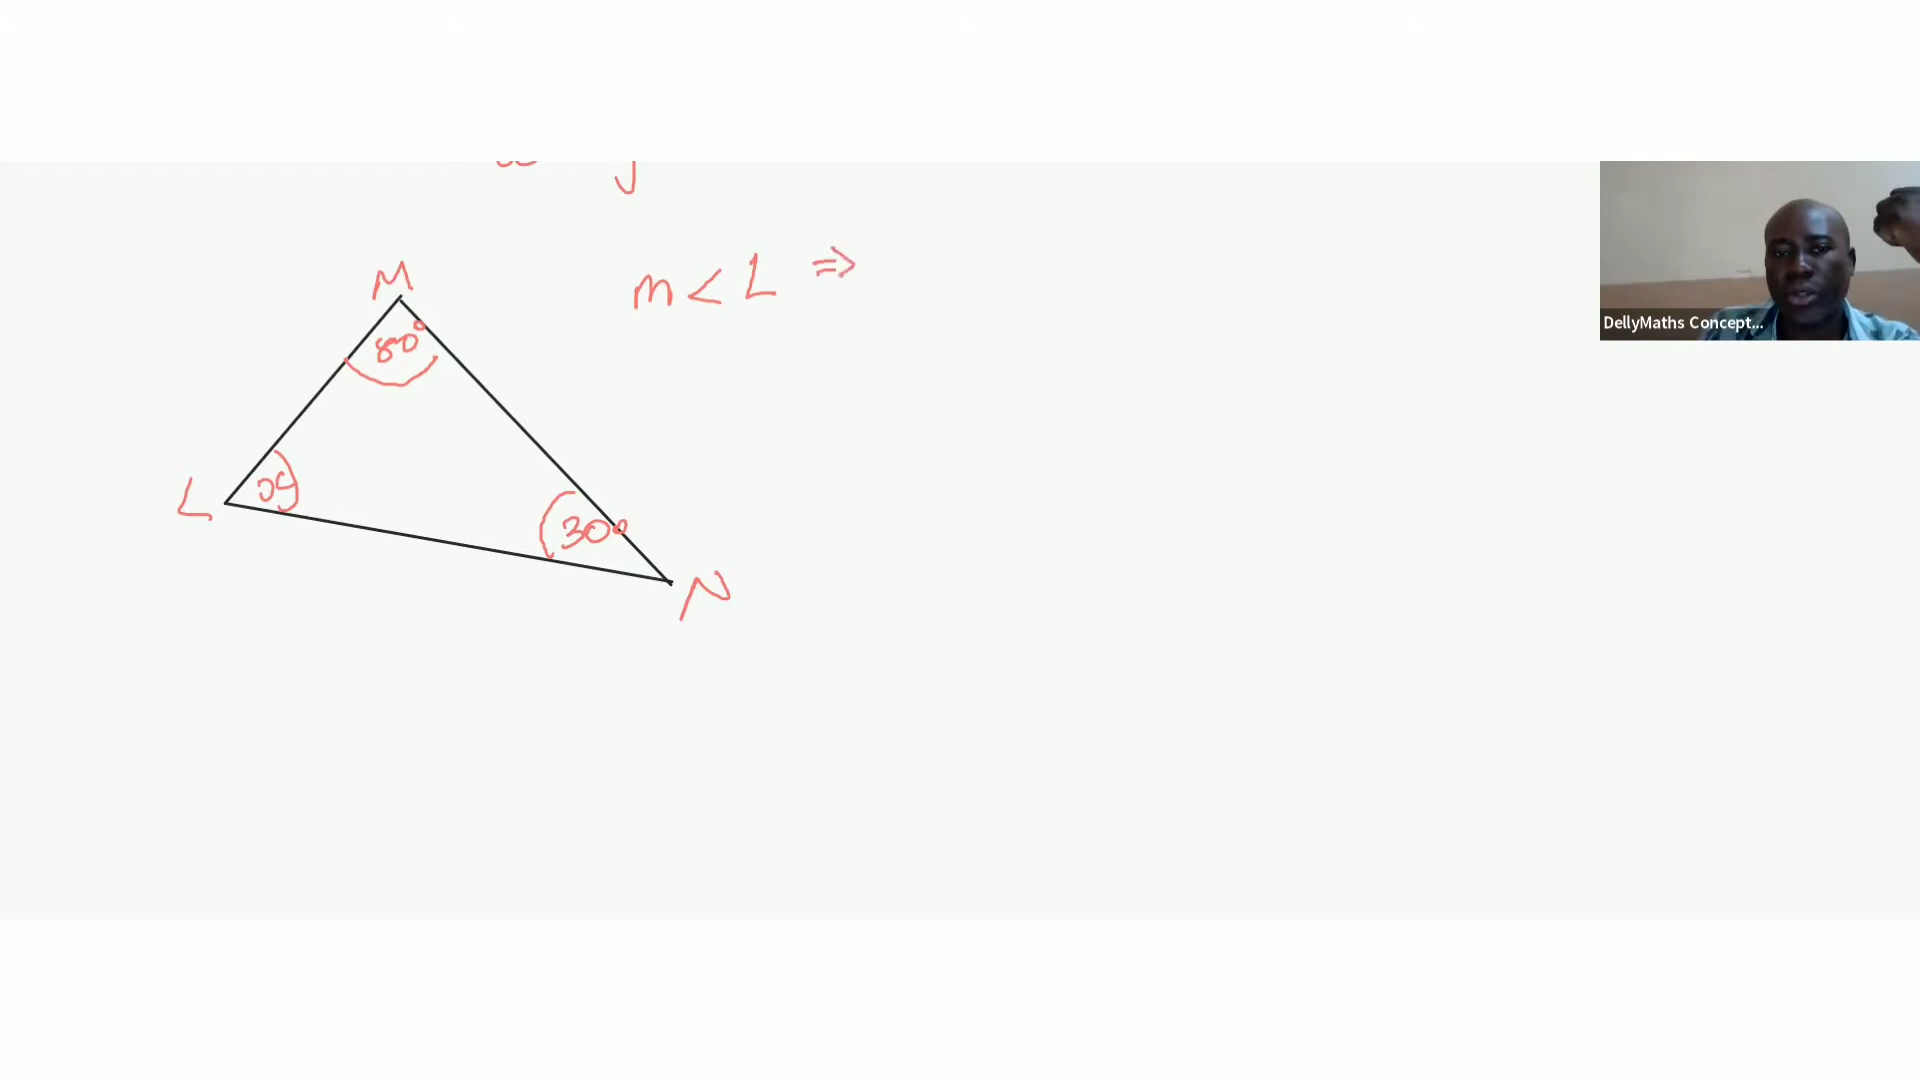 M
m < L ⇒
80°
DellyMaths Concept...
L
30°
N